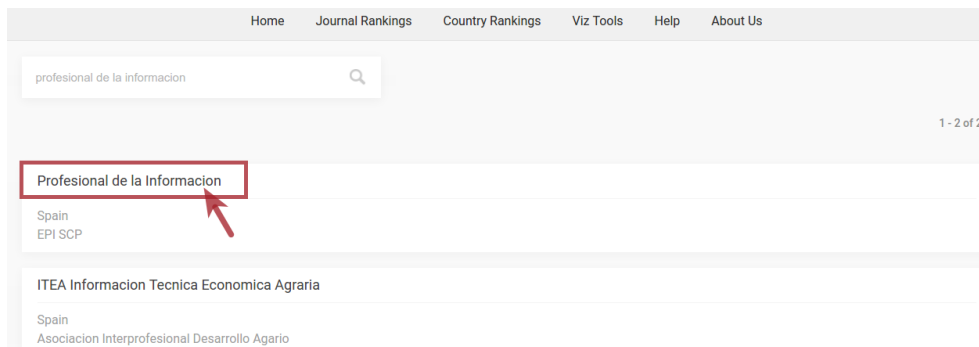 Home Journal Rankings Country Rankings Viz Tools Help About Us
profesional de la informacion
1 - 2 of 2
Profesional de la Informacion
Spain
EPI SCP
ITEA Informacion Tecnica Economica Agraria
Spain
Asociacion Interprofesional Desarrollo Agario